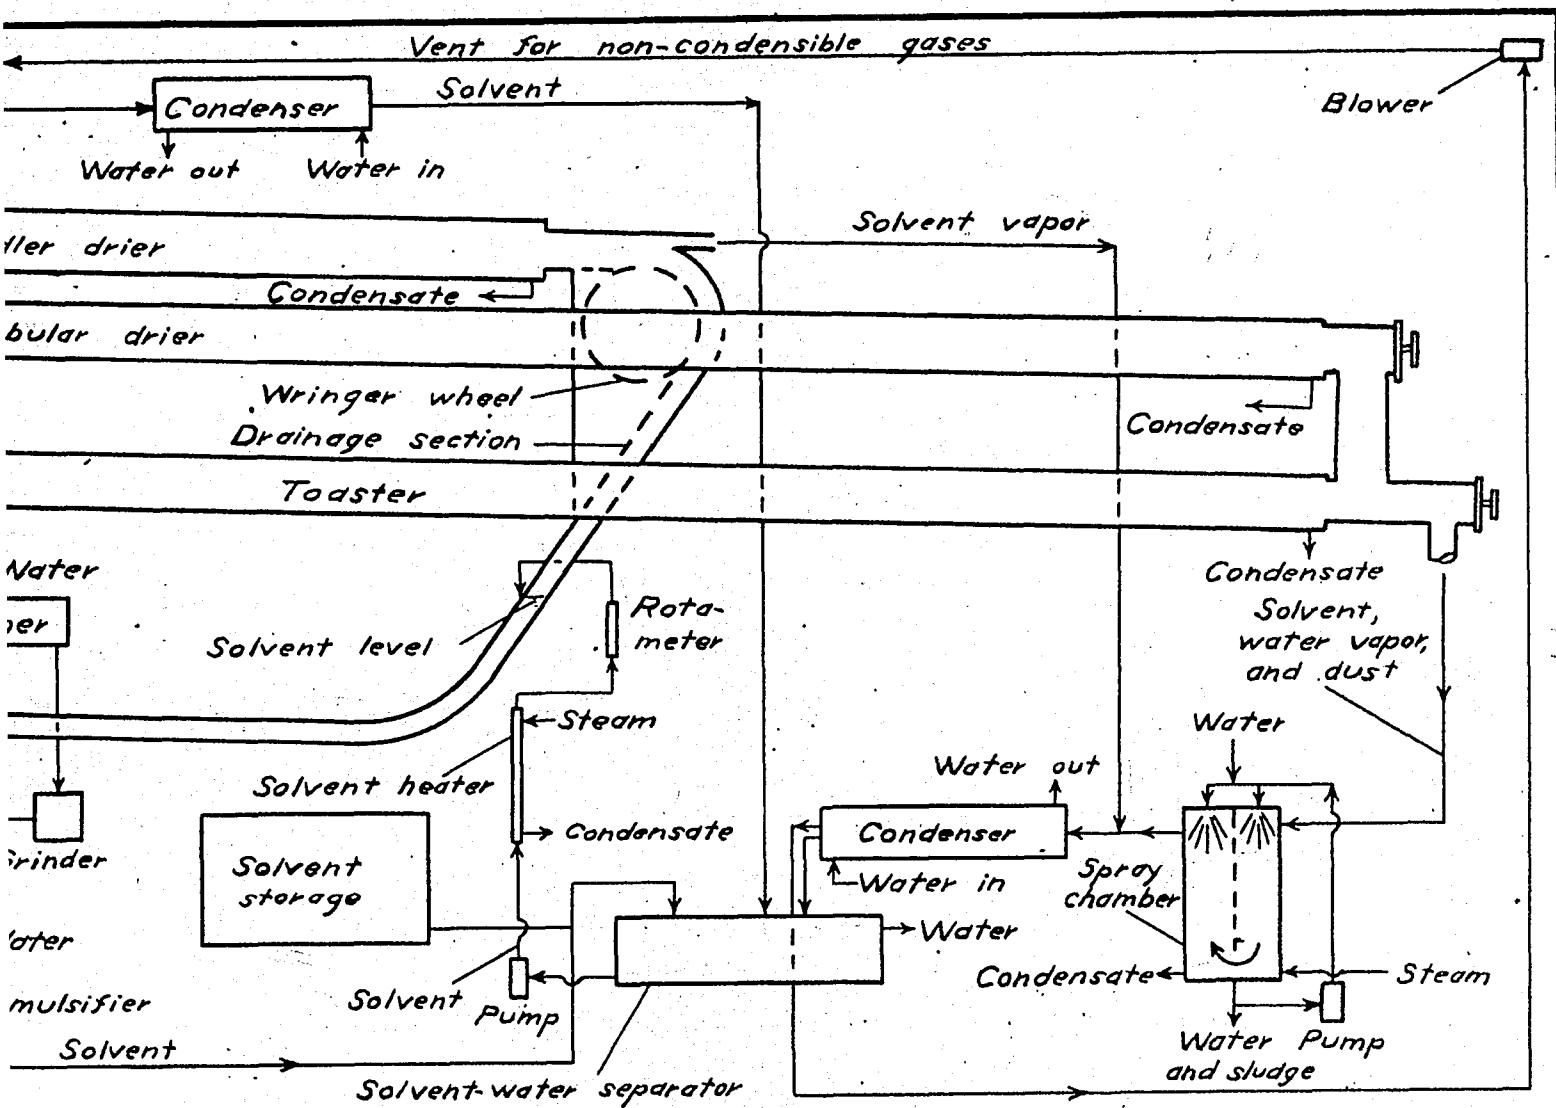 Vent for non-condensible gases
Blower
Condenser
Solvent
Water out
Water in
Solvent vapor
dler drier
Condensate
bular drier
Wringer wheel
Drainage section
Condensate
Toaster
Water
per
Rota-
meter
Solvent level
Condensate
Solvent,
water vapor,
and dust
Steam
Water
Solvent heater
Water out
Condensate
Condenser
Grinder
Solvent
storage
Water in
Spray
chamber
Water
Water
Condensate
Steam
Solvent
Pump
mulsifier
Solvent
Water
and sludge
Pump
Solvent-water separator